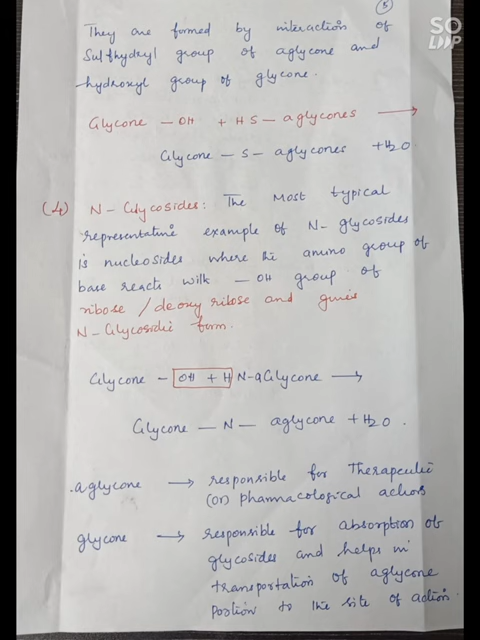 5
SO
LOOP
They are formed by interaction of
Sulfhydryl group of aglycone and
hydroxyl group of glycone.
Glycone — OH + HS — aglycones →
Glycone — S — aglycones + H2O.
(4) N-Glycosides: The Most typical
representative example of N-glycosides
is nucleosides where the amino group of
base reacts with — OH group of
ribose / deoxy ribose and gives
N-Glycosidic form.
Glycone - OH + H N-aGlycone →
Glycone — N — aglycone + H2O.
.aglycone → responsible for Therapeutic
(or) Pharmacological actions
glycone → responsible for absorption of
glycosides and helps in
transportation of aglycone
Portion to the site of action.